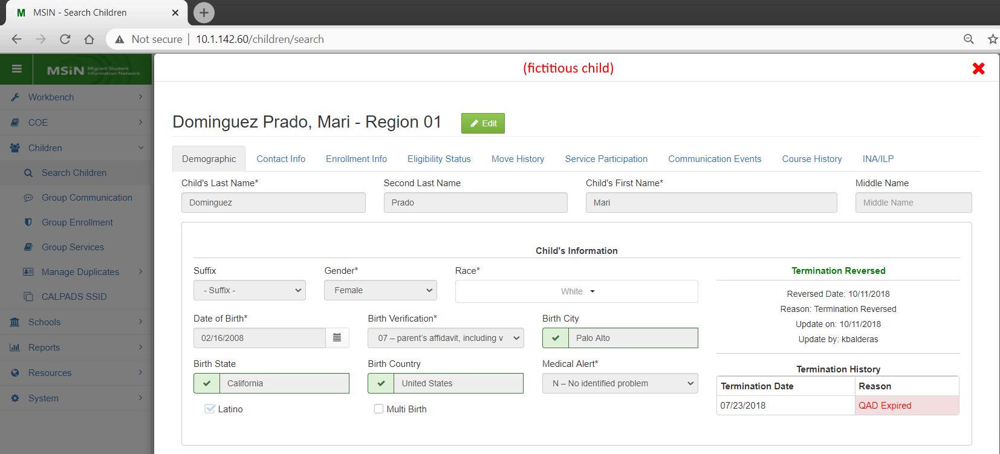 MSIN - Search Children
Not secure | 10.1.142.60/children/search
MSiN Migrant Student
Information Network
(fictitious child)
Workbench
COE
Children
Search Children
Group Communication
Group Enrollment
Group Services
Manage Duplicates
CALPADS SSID
Schools
Reports
Resources
System
Dominguez Prado, Mari - Region 01 Edit
Demographic Contact Info Enrollment Info Eligibility Status Move History Service Participation Communication Events Course History INA/ILP
Child's Last Name* Second Last Name Child's First Name* Middle Name
Dominguez Prado Mari Middle Name
Child's Information
Suffix Gender* Race*
- Suffix - Female White
Date of Birth* Birth Verification* Birth City
02/16/2008 07 – parent's affidavit, including v Palo Alto
Birth State Birth Country Medical Alert*
California United States N – No identified problem
Latino Multi Birth
Termination Reversed
Reversed Date: 10/11/2018
Reason: Termination Reversed
Update on: 10/11/2018
Update by: kbalderas
Termination History
Termination Date Reason
07/23/2018 QAD Expired